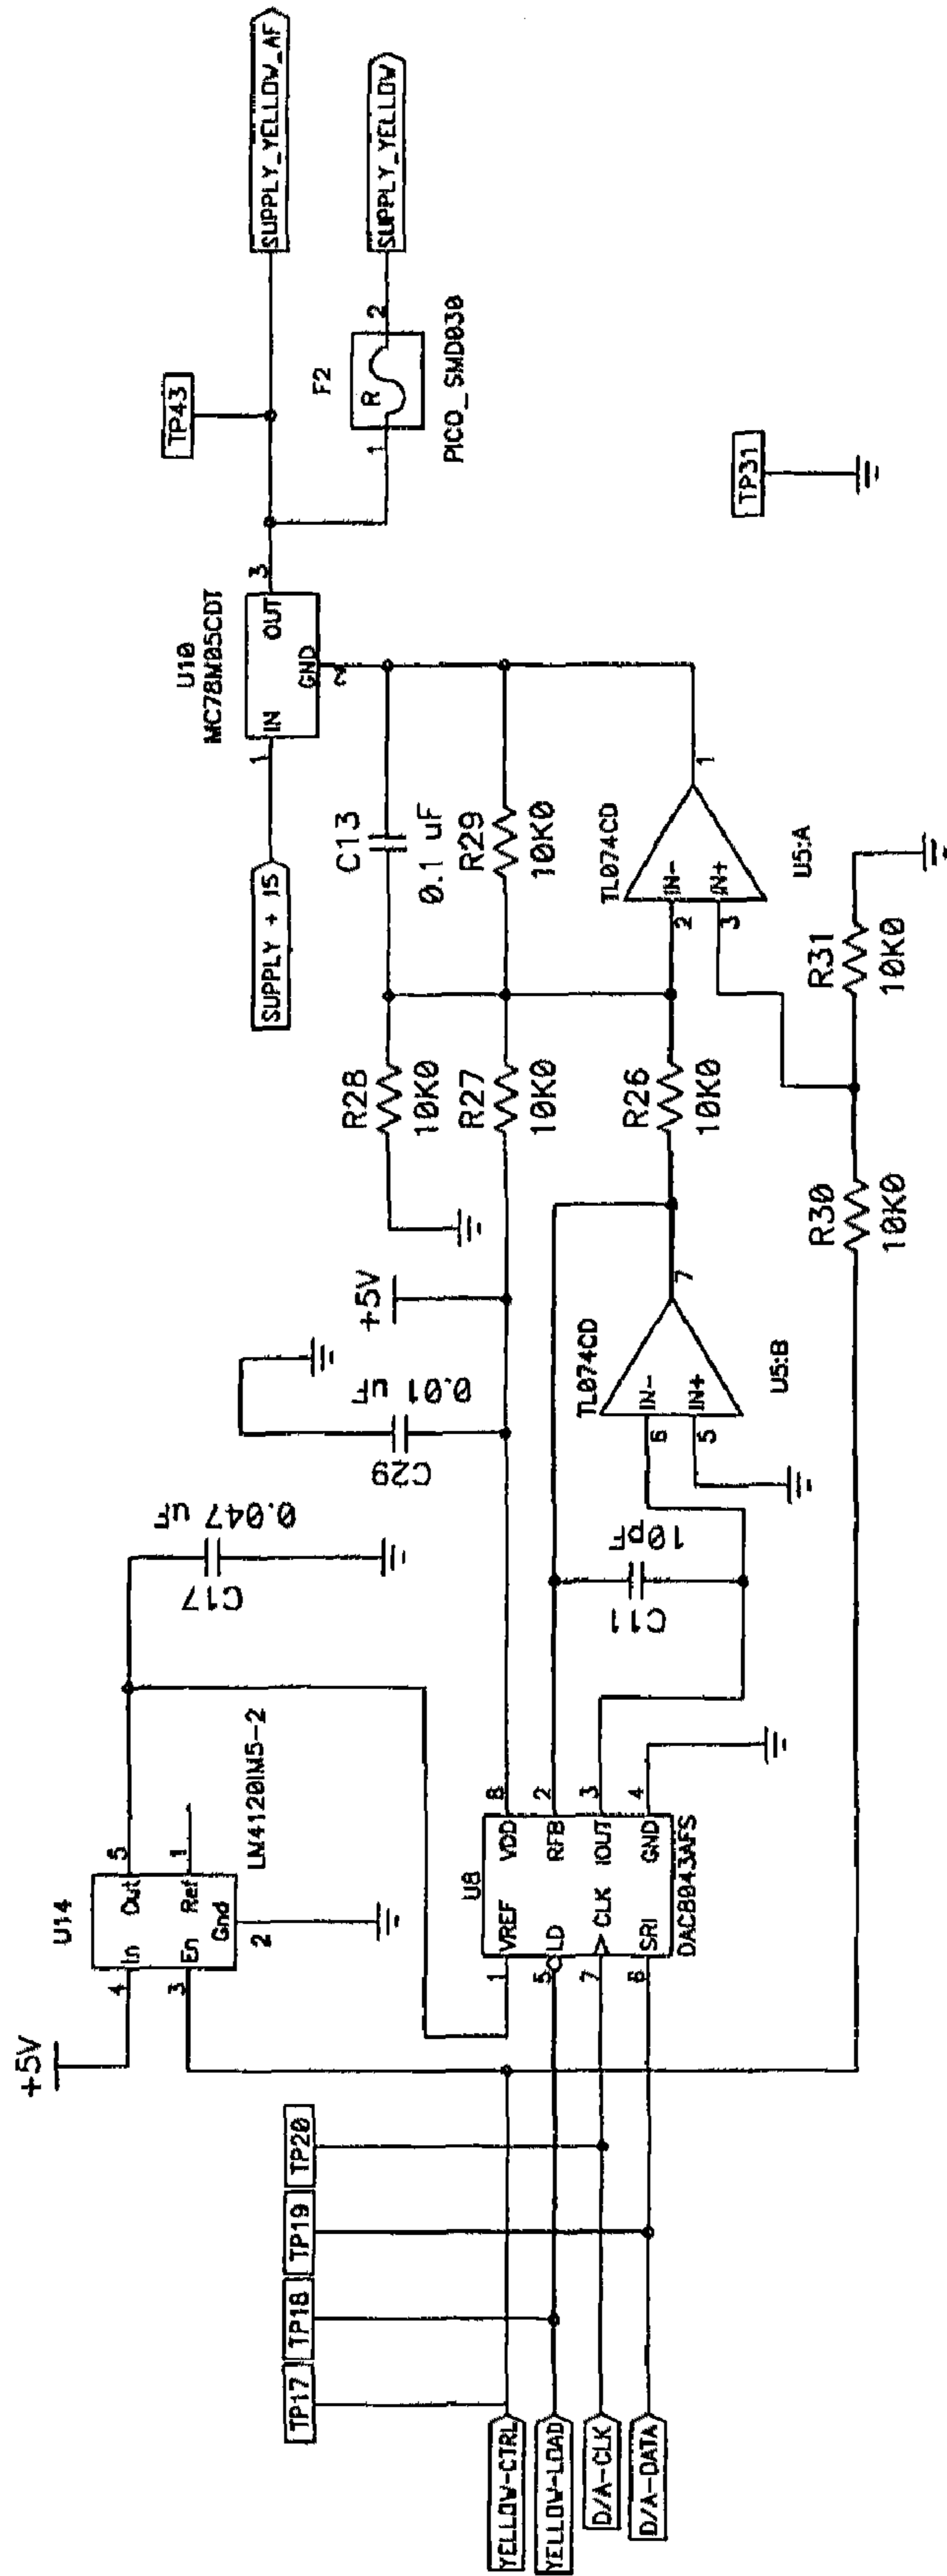 +5V
U14
4
In
Out
5
3
En
Ref
1
Gnd
2
LM4120IM5-2
C17
0.047 uF
C29
0.01 uF
+5V
TP17
TP18
TP19
TP20
YELLOW-CTRL
YELLOW-LOAD
D/A-CLK
D/A-DATA
U8
1
VREF
VDD
8
5
LD
RFB
2
7
CLK
IOUT
3
6
SRI
GND
4
DAC8043AFS
C11
10pF
TL074CD
6
IN-
5
IN+
7
U5:B
R28
10K0
R27
10K0
R26
10K0
R30
10K0
R31
10K0
C13
0.1 uF
R29
10K0
TL074CD
2
IN-
3
IN+
1
U5:A
SUPPLY + 15
U10
MC78M05CDT
1
IN
OUT
3
GND
2
TP43
SUPPLY_YELLOW_AF
F2
1
R
2
PICO_SMD030
SUPPLY_YELLOW
TP31